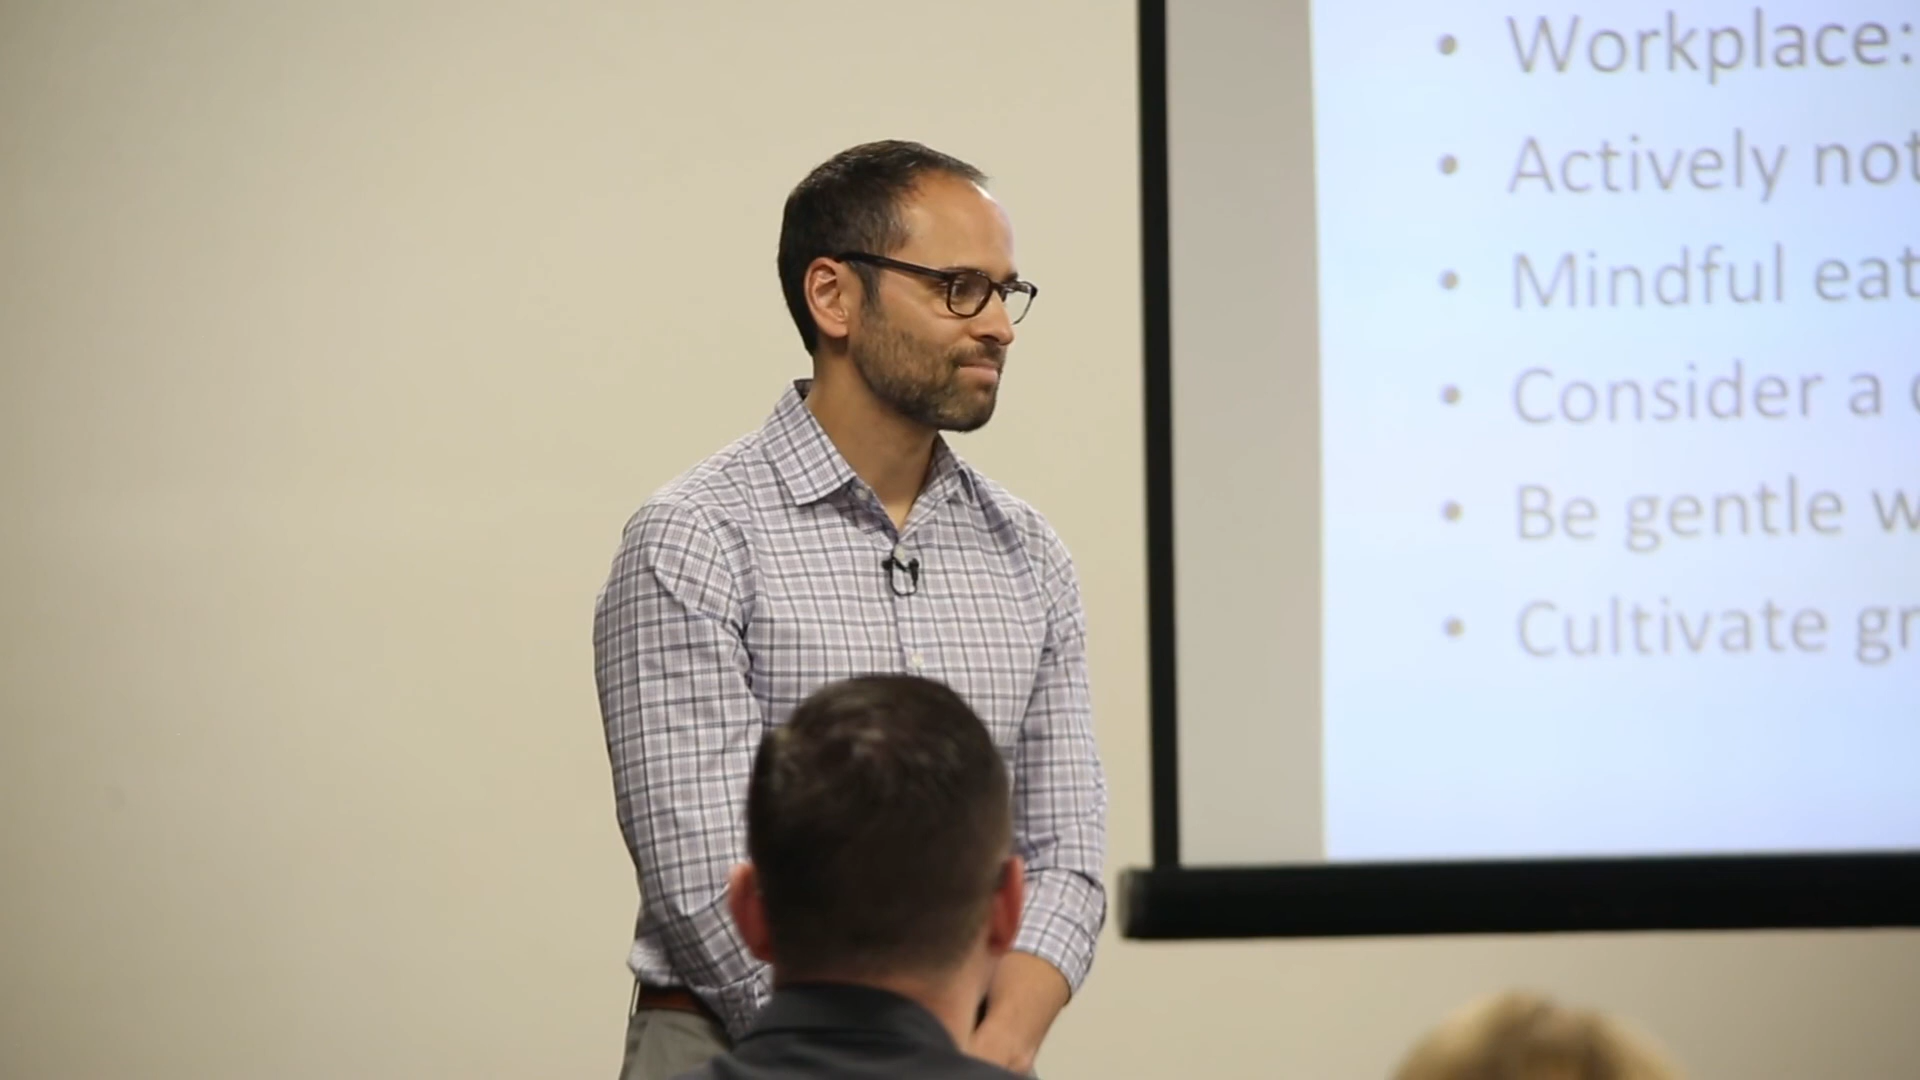 • Workplace:
• Actively not
• Mindful eat
• Consider a
• Be gentle w
• Cultivate gr